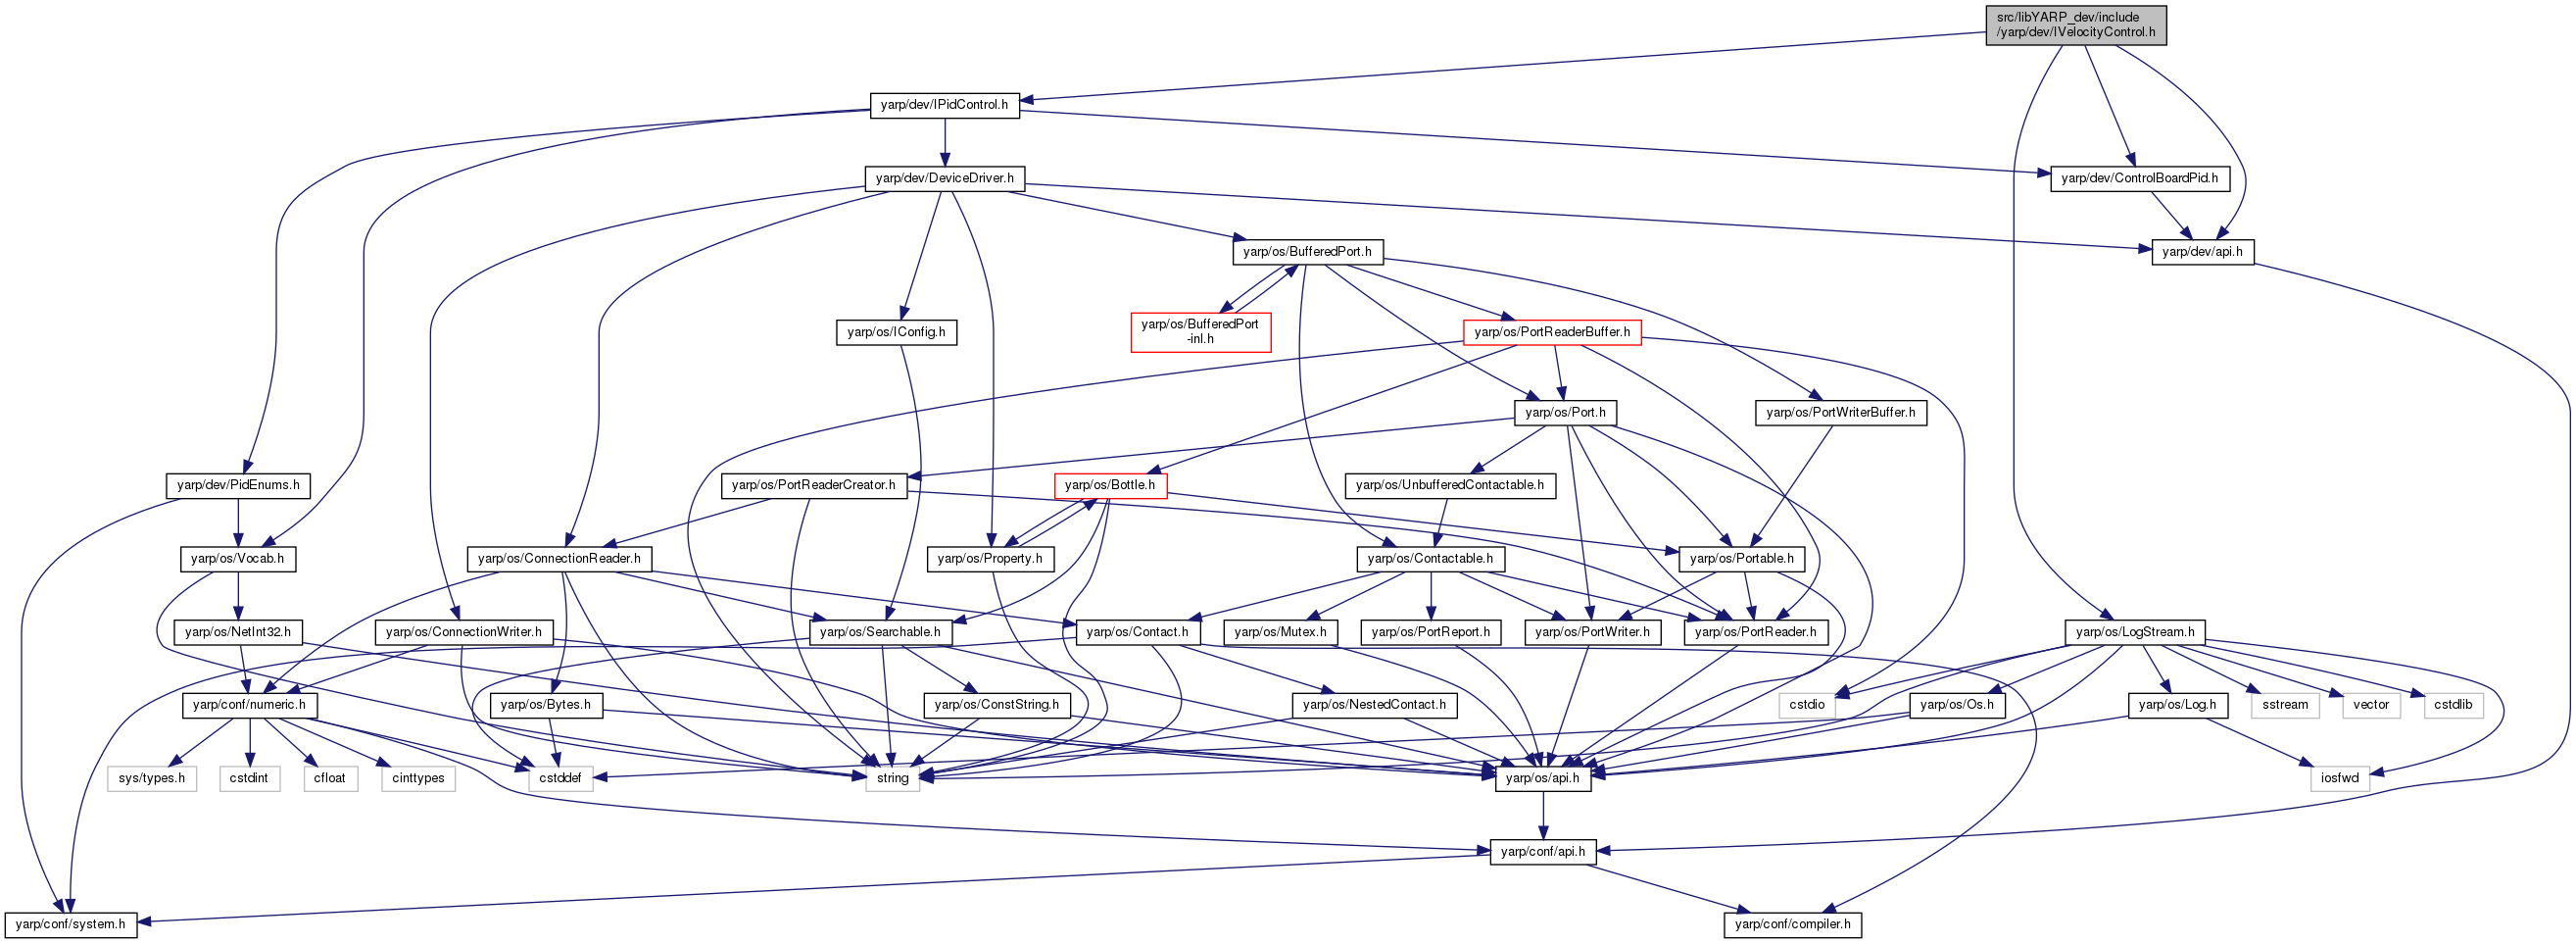 src/libYARP_dev/include
/yarp/dev/IVelocityControl.h
yarp/dev/IPidControl.h
yarp/dev/DeviceDriver.h
yarp/dev/ControlBoardPid.h
yarp/os/BufferedPort.h
yarp/dev/api.h
yarp/os/IConfig.h
yarp/os/BufferedPort
-inl.h
yarp/os/PortReaderBuffer.h
yarp/os/Port.h
yarp/os/PortWriterBuffer.h
yarp/dev/PidEnums.h
yarp/os/PortReaderCreator.h
yarp/os/Bottle.h
yarp/os/UnbufferedContactable.h
yarp/os/Vocab.h
yarp/os/ConnectionReader.h
yarp/os/Property.h
yarp/os/Contactable.h
yarp/os/Portable.h
yarp/os/NetInt32.h
yarp/os/ConnectionWriter.h
yarp/os/Searchable.h
yarp/os/Contact.h
yarp/os/Mutex.h
yarp/os/PortReport.h
yarp/os/PortWriter.h
yarp/os/PortReader.h
yarp/os/LogStream.h
yarp/conf/numeric.h
yarp/os/Bytes.h
yarp/os/ConstString.h
yarp/os/NestedContact.h
cstdio
yarp/os/Os.h
yarp/os/Log.h
sstream
vector
cstdlib
sys/types.h
cstdint
cfloat
cinttypes
cstddef
string
yarp/os/api.h
iosfwd
yarp/conf/api.h
yarp/conf/system.h
yarp/conf/compiler.h